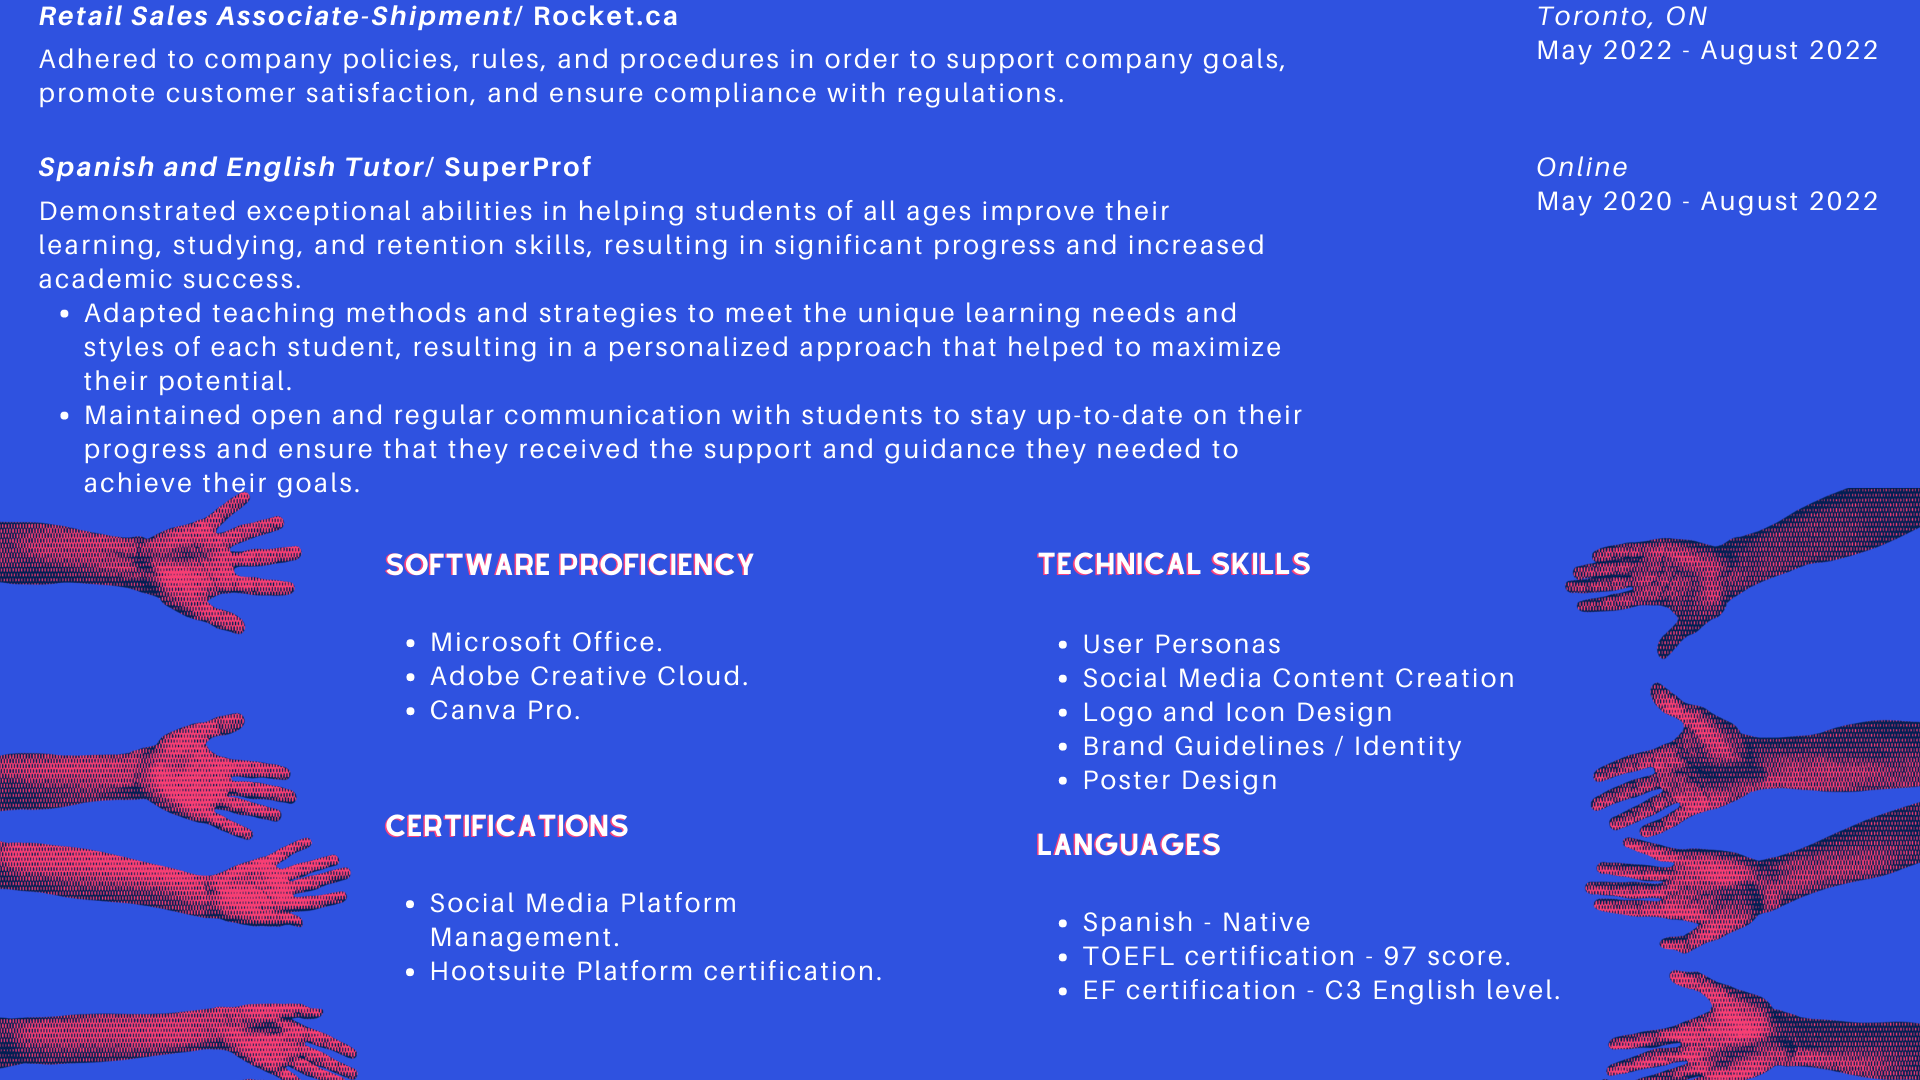 Retail Sales Associate-Shipment/ Rocket.ca
Toronto, ON
May 2022 - August 2022
Adhered to company policies, rules, and procedures in order to support company goals,
promote customer satisfaction, and ensure compliance with regulations.
Spanish and English Tutor/ SuperProf
Online
May 2020 - August 2022
Demonstrated exceptional abilities in helping students of all ages improve their
learning, studying, and retention skills, resulting in significant progress and increased
academic success.
• Adapted teaching methods and strategies to meet the unique learning needs and
styles of each student, resulting in a personalized approach that helped to maximize
their potential.
• Maintained open and regular communication with students to stay up-to-date on their
progress and ensure that they received the support and guidance they needed to
achieve their goals.
SOFTWARE PROFICIENCY
• Microsoft Office.
• Adobe Creative Cloud.
• Canva Pro.
CERTIFICATIONS
• Social Media Platform
Management.
• Hootsuite Platform certification.
TECHNICAL SKILLS
• User Personas
• Social Media Content Creation
• Logo and Icon Design
• Brand Guidelines / Identity
• Poster Design
LANGUAGES
• Spanish - Native
• TOEFL certification - 97 score.
• EF certification - C3 English level.